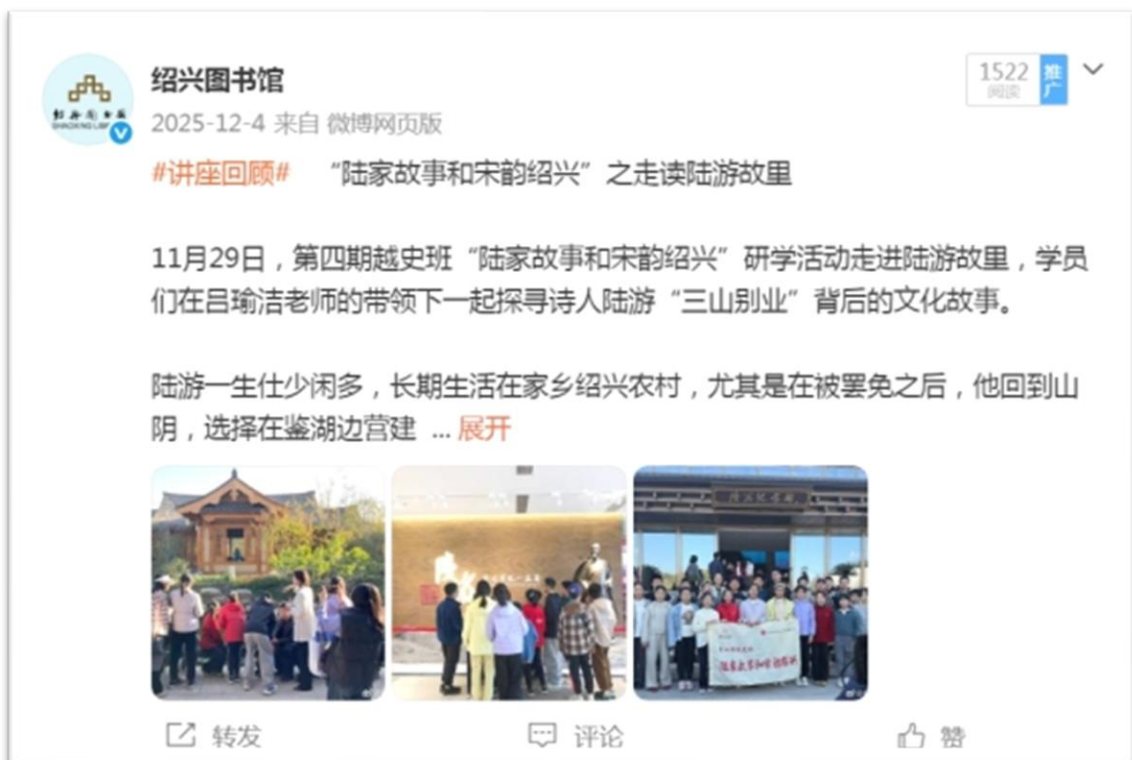 绍兴图书馆
1522
阅读
推广
2025-12-4 来自 微博网页版
#讲座回顾# “陆家故事和宋韵绍兴”之走读陆游故里
11月29日，第四期越史班“陆家故事和宋韵绍兴”研学活动走进陆游故里，学员
们在吕瑜洁老师的带领下一起探寻诗人陆游“三山别业”背后的文化故事。
陆游一生仕少闲多，长期生活在家乡绍兴农村，尤其是在被罢免之后，他回到山
阴，选择在鉴湖边营建 ... 展开
转发
评论
赞